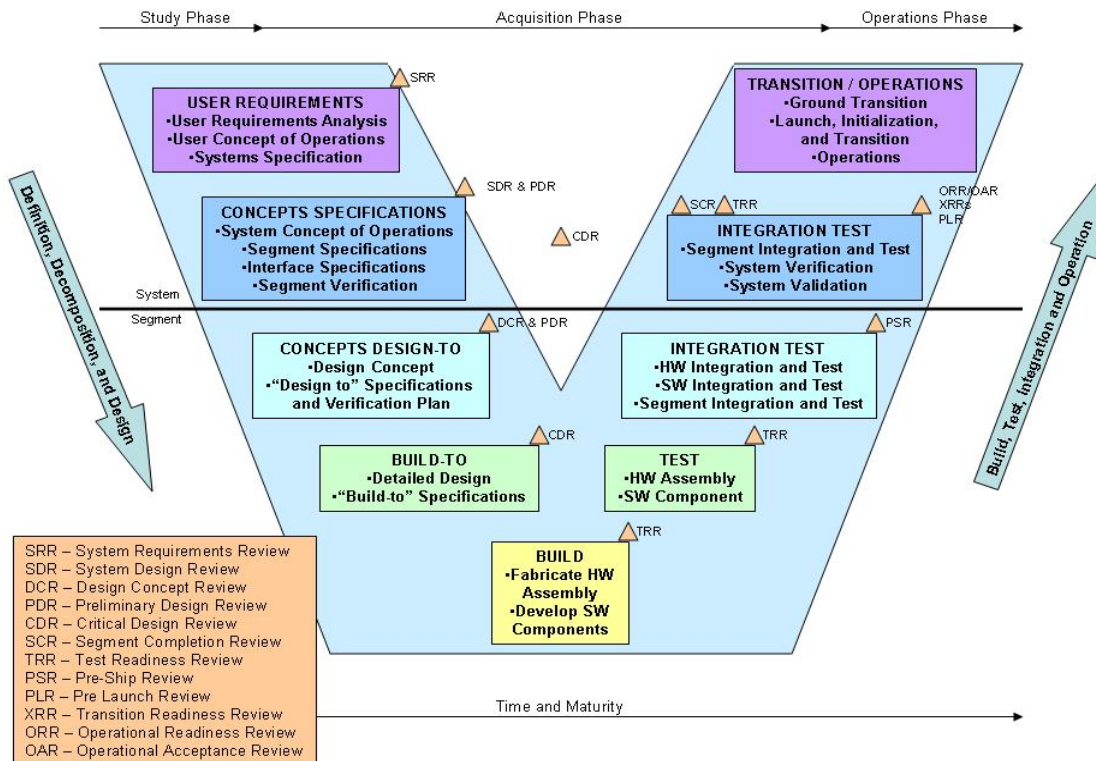 Study Phase
Acquisition Phase
Operations Phase
SRR
USER REQUIREMENTS
•User Requirements Analysis
•User Concept of Operations
•Systems Specification
TRANSITION / OPERATIONS
•Ground Transition
•Launch, Initialization,
and Transition
•Operations
Definition, Decomposition, and Design
Build, Test, Integration and Operation
SDR & PDR
CONCEPTS SPECIFICATIONS
•System Concept of Operations
•Segment Specifications
•Interface Specifications
•Segment Verification
CDR
SCR
TRR
ORR/OAR
XRRs
PLR
INTEGRATION TEST
•Segment Integration and Test
•System Verification
•System Validation
System
Segment
DCR & PDR
CONCEPTS DESIGN-TO
•Design Concept
•“Design to” Specifications
and Verification Plan
PSR
INTEGRATION TEST
•HW Integration and Test
•SW Integration and Test
•Segment Integration and Test
CDR
BUILD-TO
•Detailed Design
•“Build-to” Specifications
TRR
TEST
•HW Assembly
•SW Component
TRR
BUILD
•Fabricate HW
Assembly
•Develop SW
Components
SRR – System Requirements Review
SDR – System Design Review
DCR – Design Concept Review
PDR – Preliminary Design Review
CDR – Critical Design Review
SCR – Segment Completion Review
TRR – Test Readiness Review
PSR – Pre-Ship Review
PLR – Pre Launch Review
XRR – Transition Readiness Review
ORR – Operational Readiness Review
OAR – Operational Acceptance Review
Time and Maturity